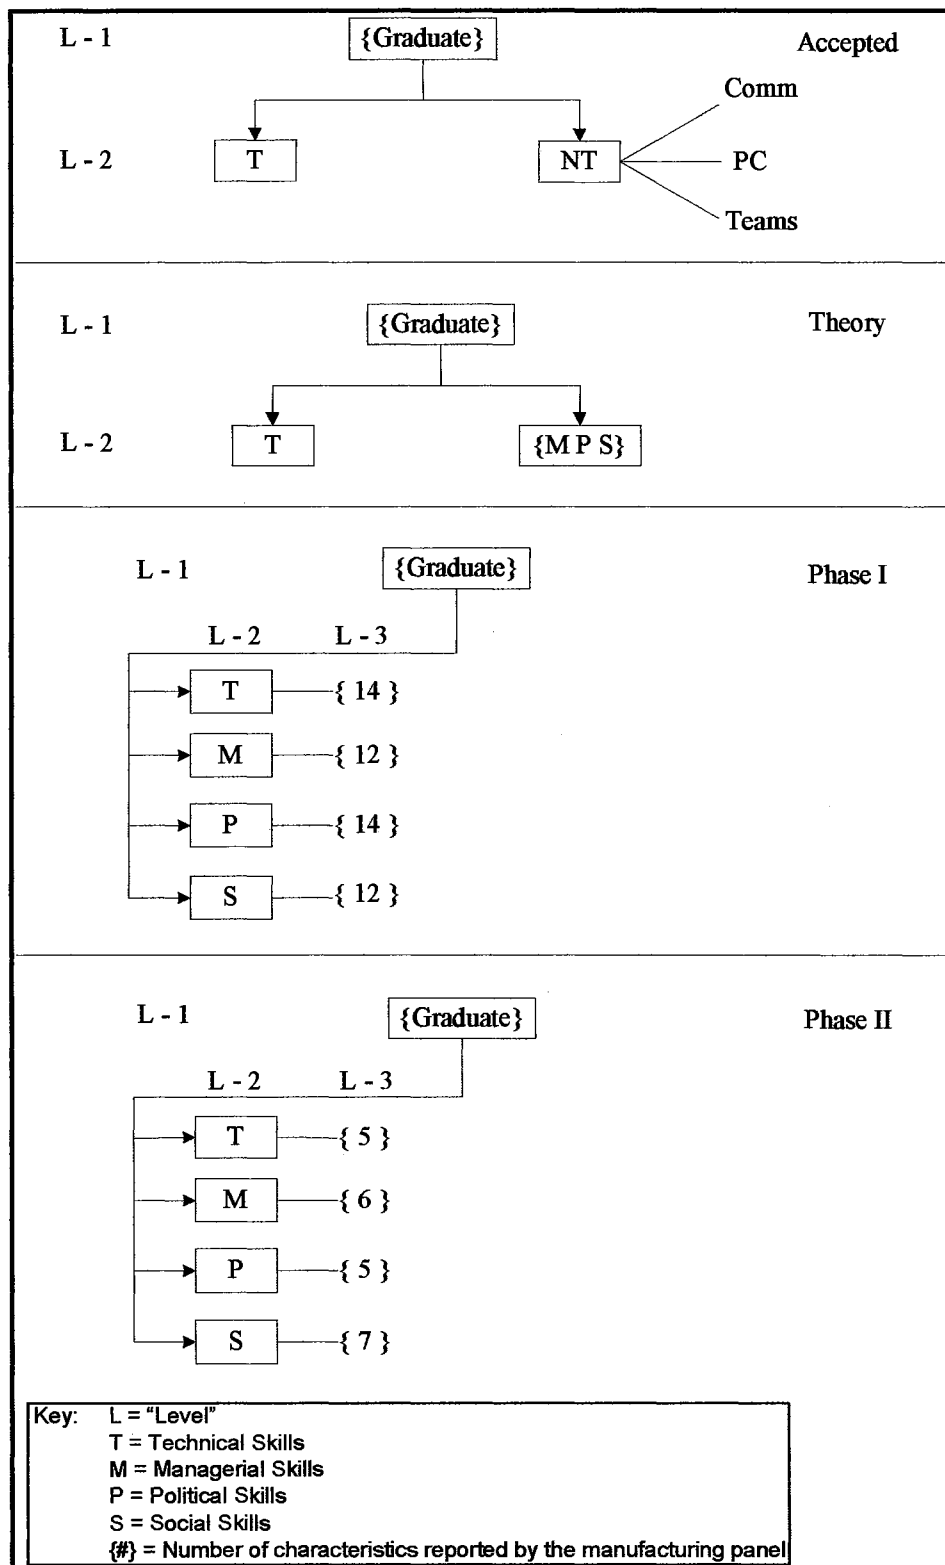 L - 1 {Graduate} Accepted
Comm
L - 2 T NT PC
Teams
L - 1 {Graduate} Theory
L - 2 T {M P S}
L - 1 {Graduate} Phase I
L - 2 L - 3
T { 14 }
M { 12 }
P { 14 }
S { 12 }
L - 1 {Graduate} Phase II
L - 2 L - 3
T { 5 }
M { 6 }
P { 5 }
S { 7 }
Key: L = "Level"
T = Technical Skills
M = Managerial Skills
P = Political Skills
S = Social Skills
{#} = Number of characteristics reported by the manufacturing panel